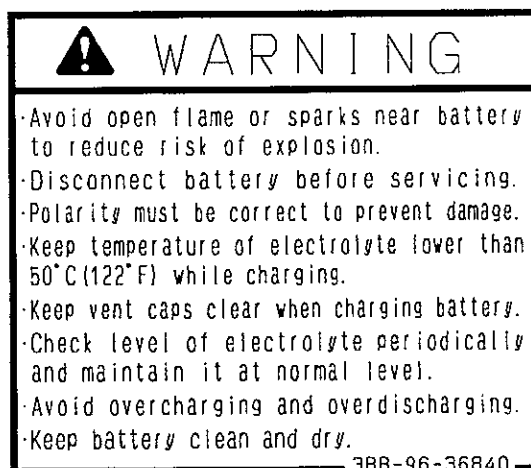 WARNING
·Avoid open flame or sparks near battery
to reduce risk of explosion.
·Disconnect battery before servicing.
·Polarity must be correct to prevent damage.
·Keep temperature of electrolyte lower than
50°C(122°F) while charging.
·Keep vent caps clear when charging battery.
·Check level of electrolyte periodically
and maintain it at normal level.
·Avoid overcharging and overdischarging.
·Keep battery clean and dry.
3BB-96-36840